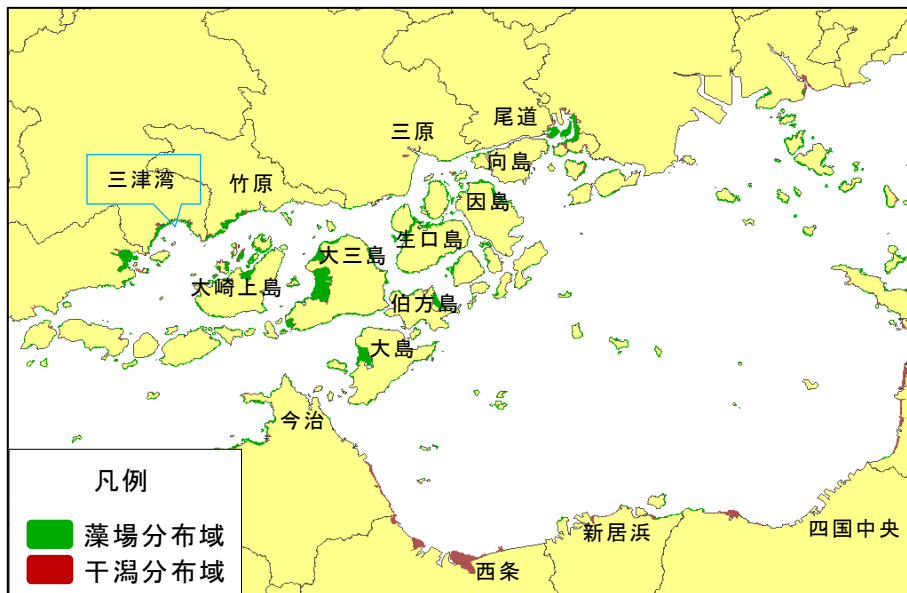 尾道
三原
向島
三津湾
竹原
因島
生口島
大三島
大崎上島
伯方島
大島
今治
凡例
藻場分布域
干潟分布域
新居浜
四国中央
西条